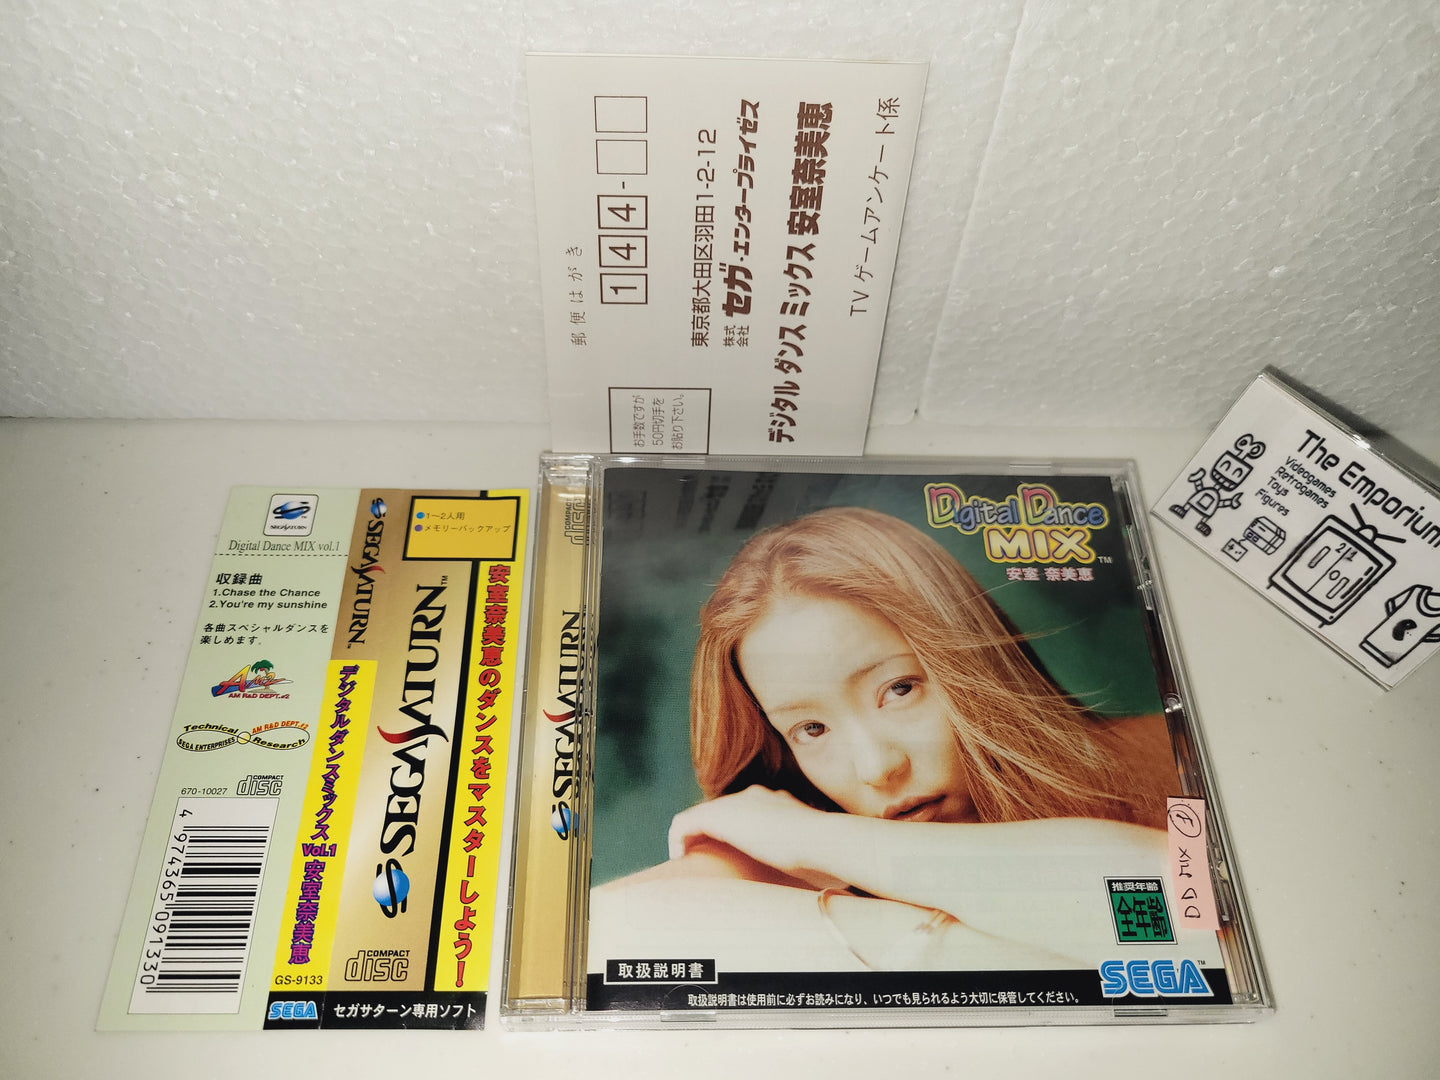 郵便はがき
144-
東京都大田区羽田1-2-12
株式会社 セガ・エンタープライゼス
デジタル ダンス ミックス 安室奈美恵
TV ゲームアンケート係
お手数ですが
50円切手を
お貼り下さい。
SEGA SATURN
Digital Dance MIX vol.1
収録曲
1.Chase the Chance
2.You're my sunshine
各曲スペシャルダンスを
楽しめます。
AM2
AM R&D DEPT.#2
Technical Research
SEGA ENTERPRISES
AM R&D DEPT.#2
670-10027
COMPACT disc
4 974365 091330
SEGA SATURN™
デジタルダンスミックス Vol.1 安室奈美恵
GS-9133
SEGA
1〜2人用
メモリーバックアップ
SEGA SATURN™
COMPACT disc
安室奈美恵のダンスをマスターしよう!
セガサターン専用ソフト
COMPACT disc
SEGA SATURN
Digital Dance
MIX™
安室 奈美恵
推奨年齢
全年齢
DD MIX
取扱説明書
取扱説明書は使用前に必ずお読みになり、いつでも見られるよう大切に保管してください。
SEGA™
The Emporium
Videogames
Retrogames
Toys
Figures